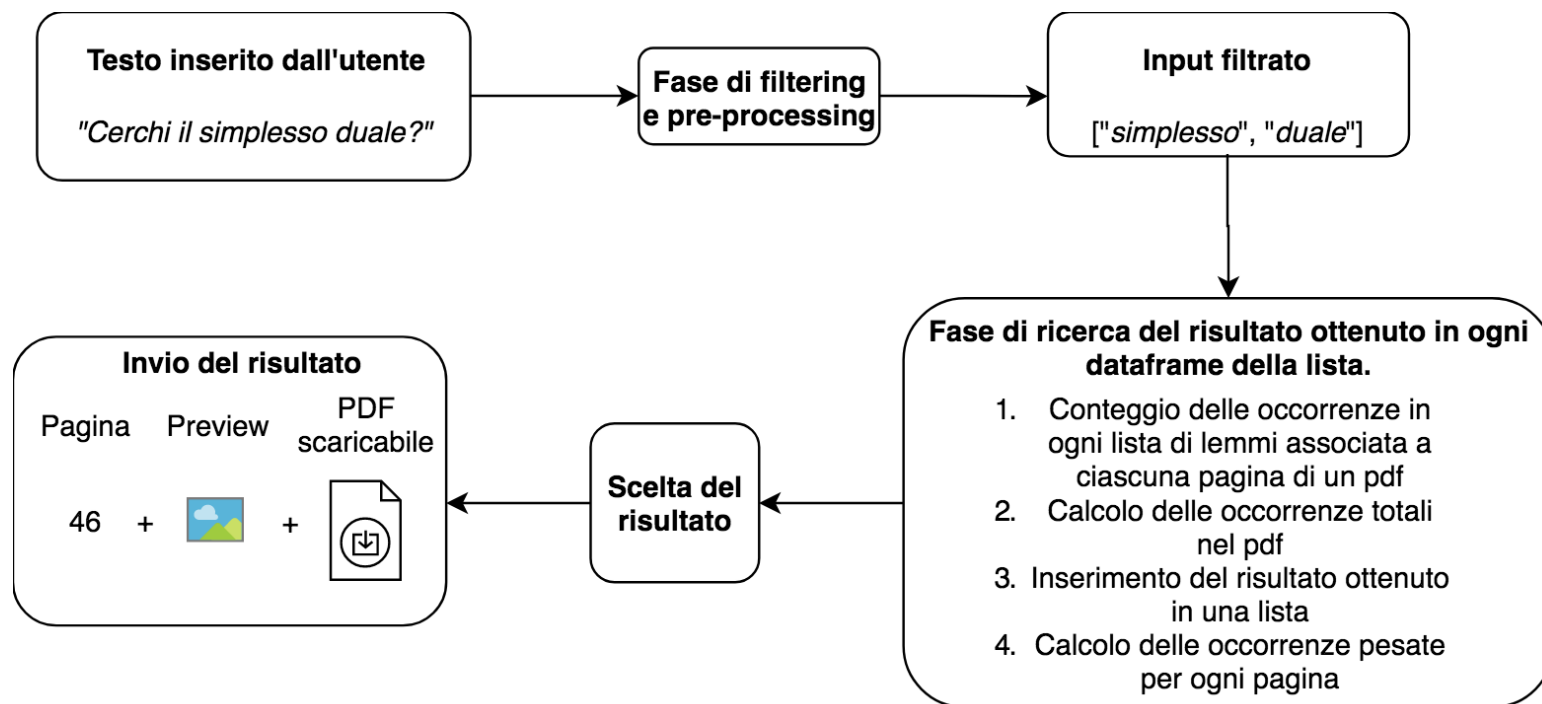 Testo inserito dall'utente
"Cerchi il simplesso duale?"
Fase di filtering
e pre-processing
Input filtrato
["simplesso", "duale"]
Fase di ricerca del risultato ottenuto in ogni
dataframe della lista.
1. Conteggio delle occorrenze in
ogni lista di lemmi associata a
ciascuna pagina di un pdf
2. Calcolo delle occorrenze totali
nel pdf
3. Inserimento del risultato ottenuto
in una lista
4. Calcolo delle occorrenze pesate
per ogni pagina
Scelta del
risultato
Invio del risultato
Pagina Preview PDF
scaricabile
46 + +